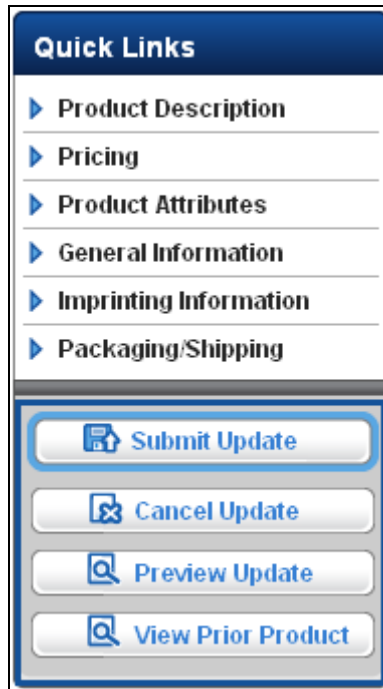 Quick Links
Product Description
Pricing
Product Attributes
General Information
Imprinting Information
Packaging/Shipping
Submit Update
Cancel Update
Preview Update
View Prior Product